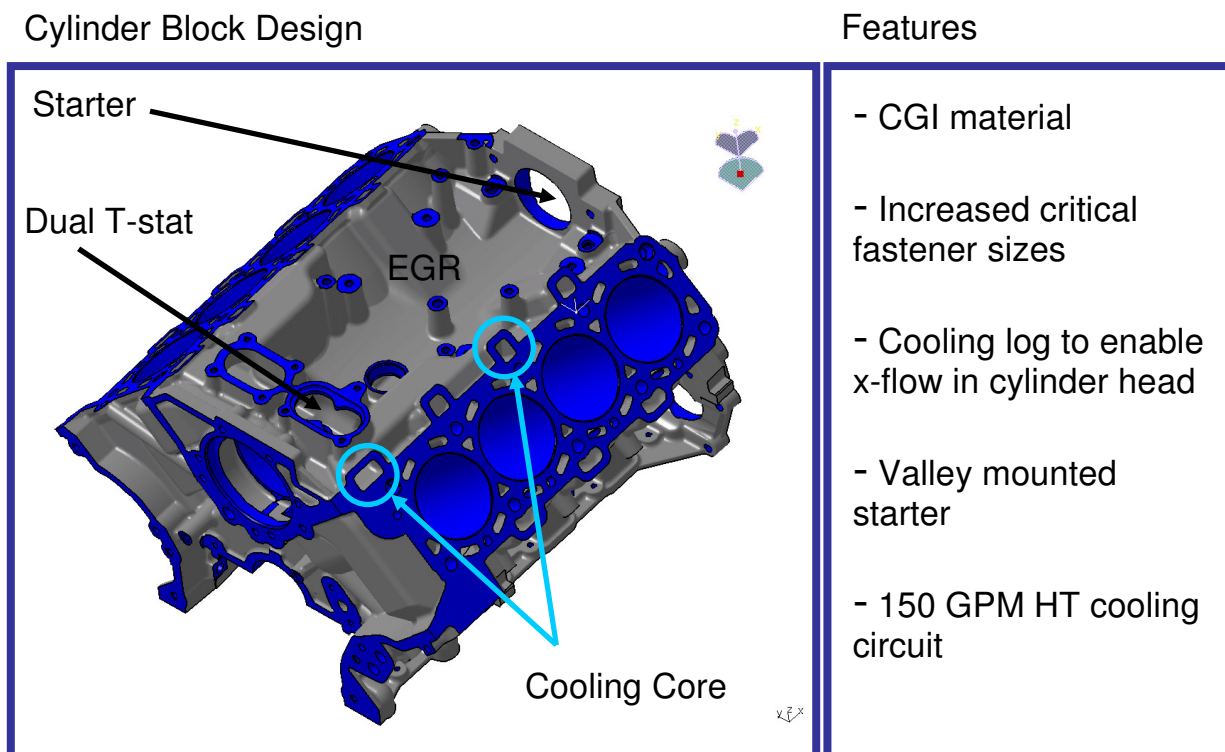 Cylinder Block Design
Features
Starter
Dual T-stat
EGR
Cooling Core
- CGI material
- Increased critical
fastener sizes
- Cooling log to enable
x-flow in cylinder head
- Valley mounted
starter
- 150 GPM HT cooling
circuit